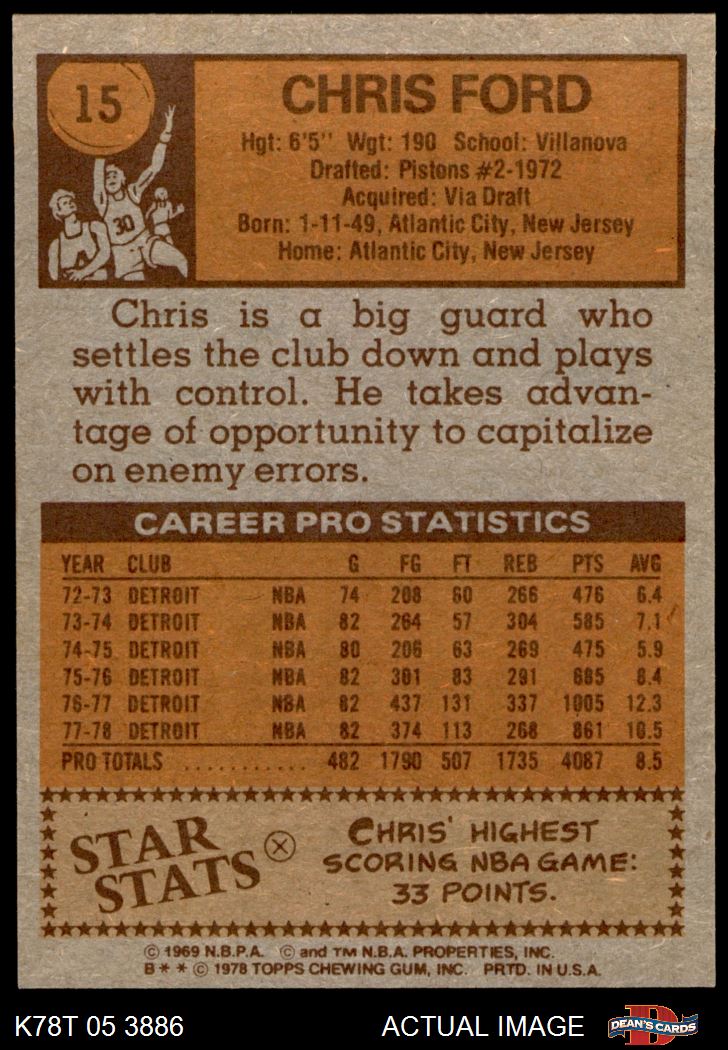 15
CHRIS FORD
Hgt: 6'5" Wgt: 190 School: Villanova
Drafted: Pistons #2-1972
Acquired: Via Draft
Born: 1-11-49, Atlantic City, New Jersey
Home: Atlantic City, New Jersey
30
Chris is a big guard who
settles the club down and plays
with control. He takes advan-
tage of opportunity to capitalize
on enemy errors.
CAREER PRO STATISTICS
YEAR CLUB G FG FT REB PTS AVG
72-73 DETROIT NBA 74 208 60 266 476 6.4
73-74 DETROIT NBA 82 264 57 304 585 7.1
74-75 DETROIT NBA 80 206 63 269 475 5.9
75-76 DETROIT NBA 82 301 83 291 685 8.4
76-77 DETROIT NBA 82 437 131 337 1005 12.3
77-78 DETROIT NBA 82 374 113 268 861 10.5
PRO TOTALS ........... 482 1790 507 1735 4087 8.5
STAR
STATS
CHRIS' HIGHEST
SCORING NBA GAME:
33 POINTS.
© 1969 N.B.P.A. © and TM N.B.A. PROPERTIES, INC.
B* * © 1978 TOPPS CHEWING GUM, INC. PRTD. IN U.S.A.
K78T 05 3886 ACTUAL IMAGE
D
DEAN'S CARDS